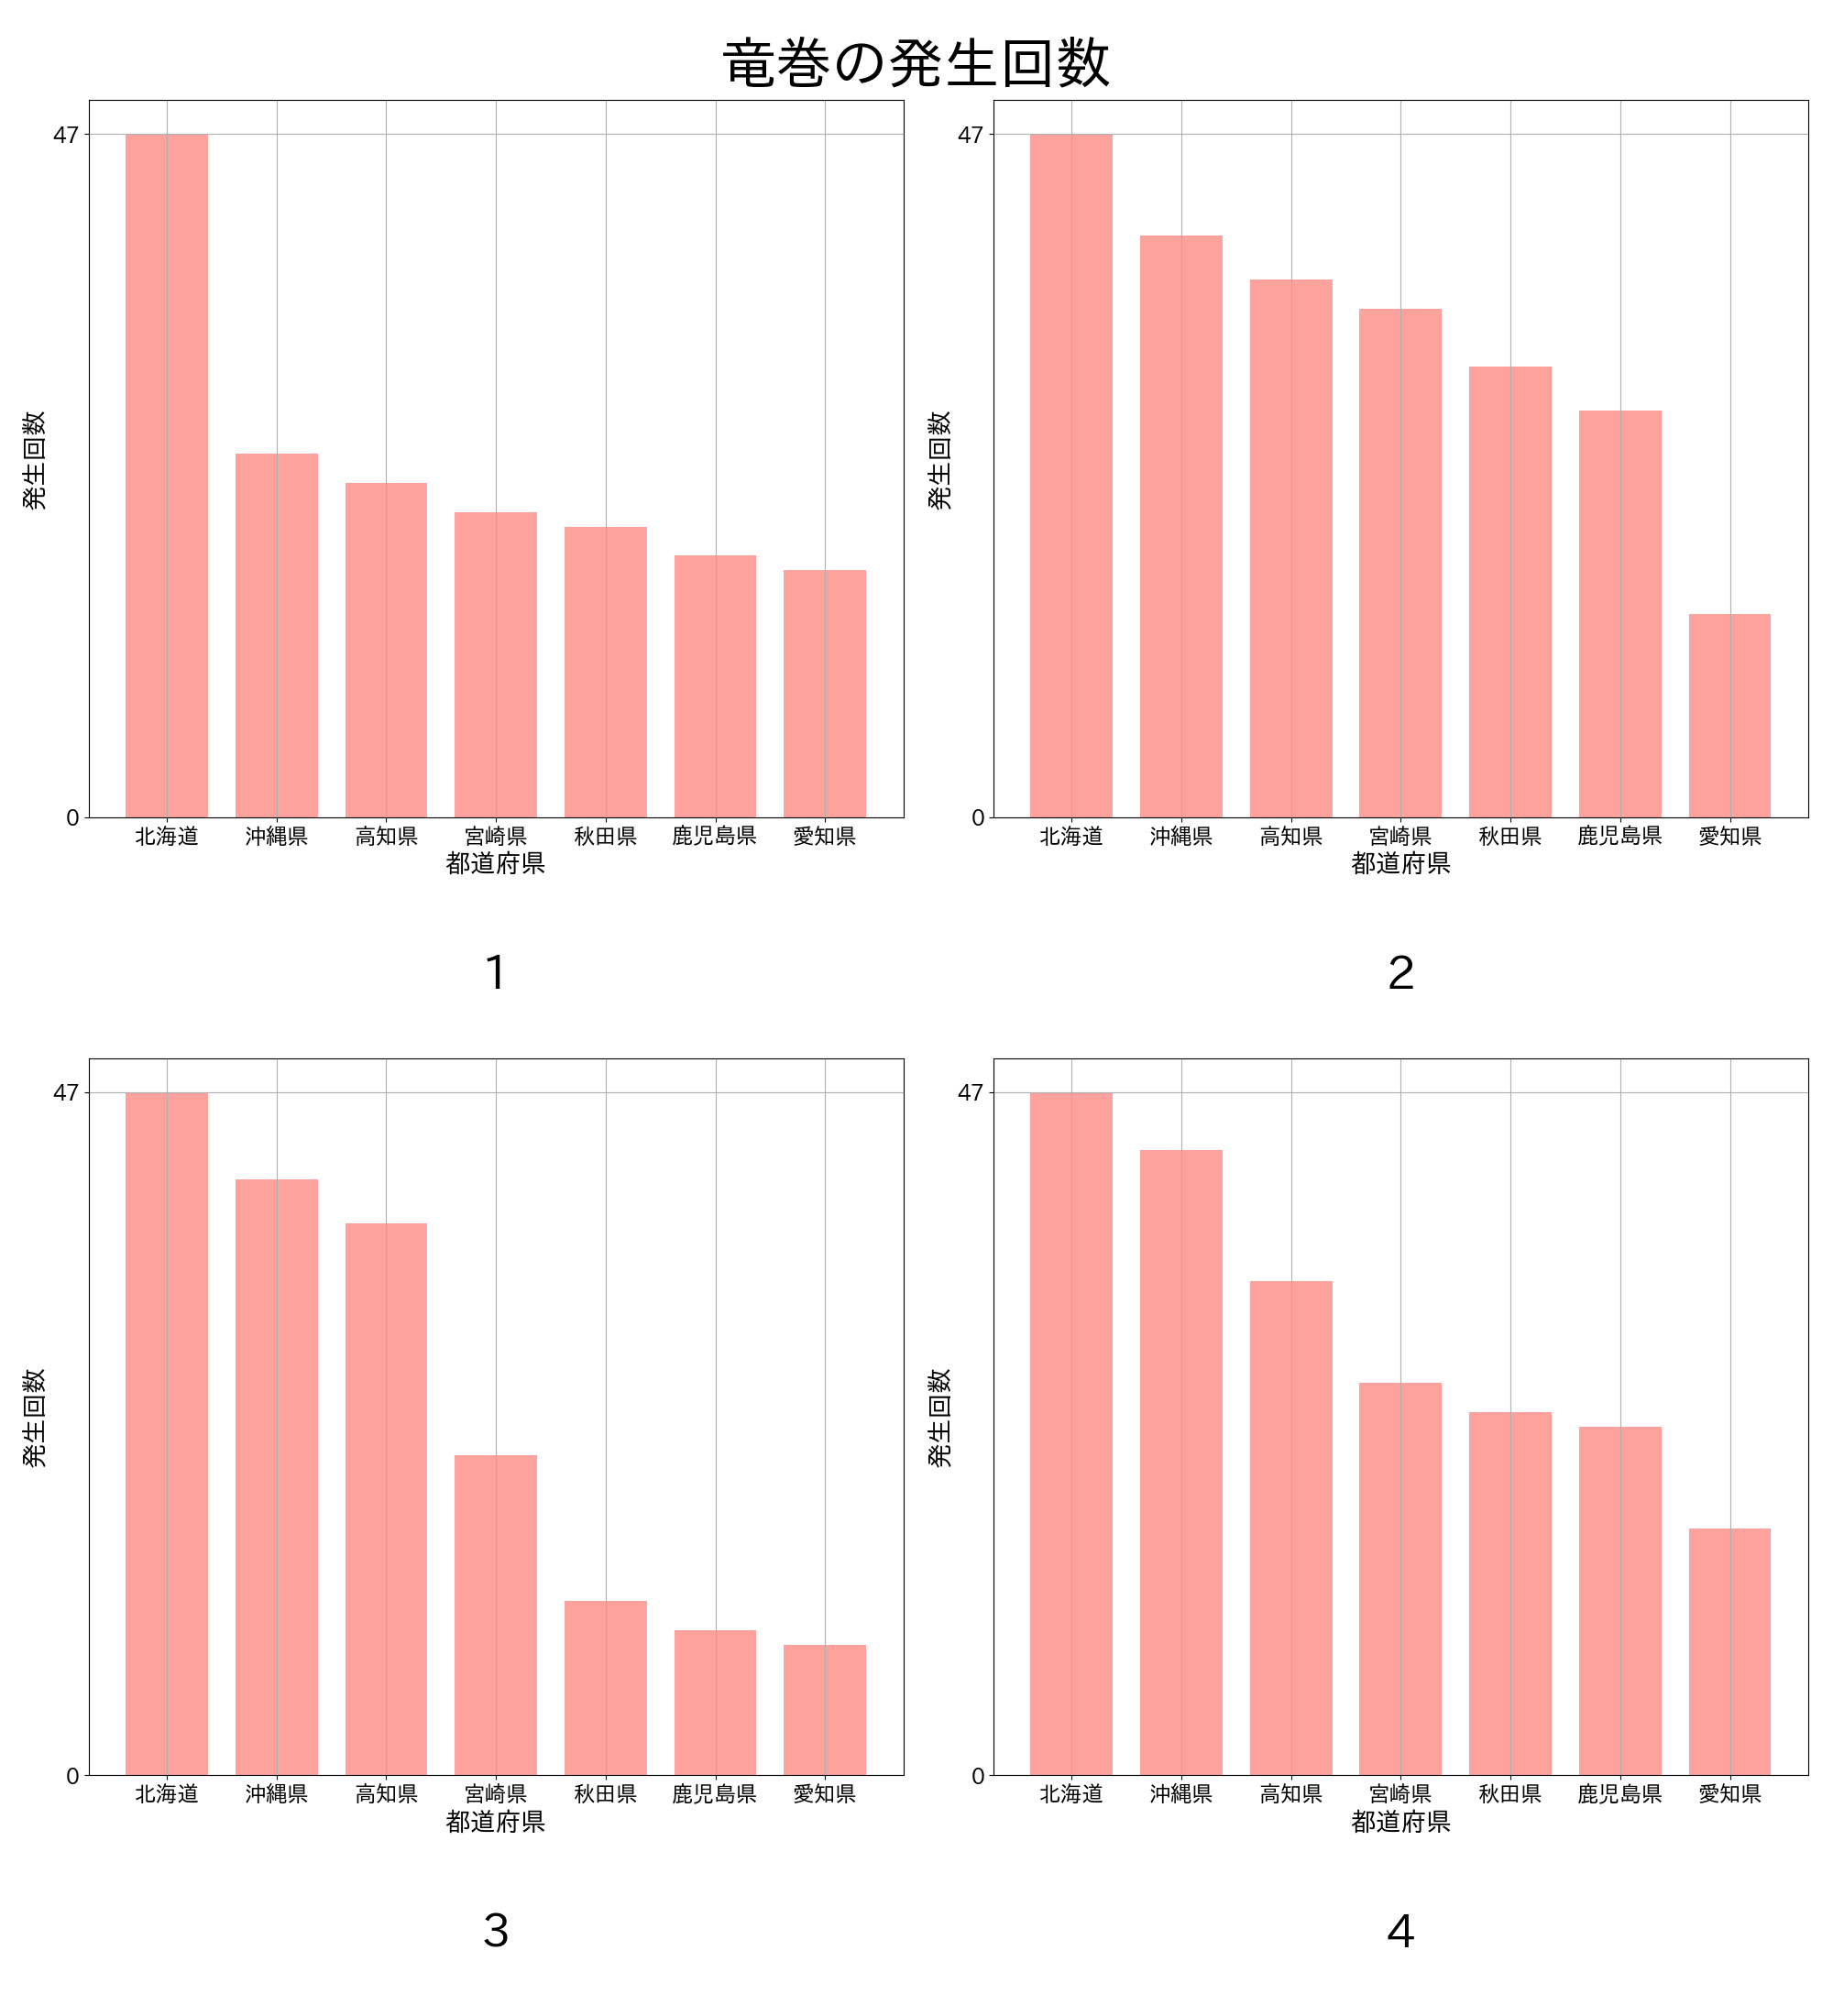 竜巻の発生回数
47
0
発生回数
北海道 沖縄県 高知県 宮崎県 秋田県 鹿児島県 愛知県
都道府県
1
47
0
発生回数
北海道 沖縄県 高知県 宮崎県 秋田県 鹿児島県 愛知県
都道府県
2
47
0
発生回数
北海道 沖縄県 高知県 宮崎県 秋田県 鹿児島県 愛知県
都道府県
3
47
0
発生回数
北海道 沖縄県 高知県 宮崎県 秋田県 鹿児島県 愛知県
都道府県
4